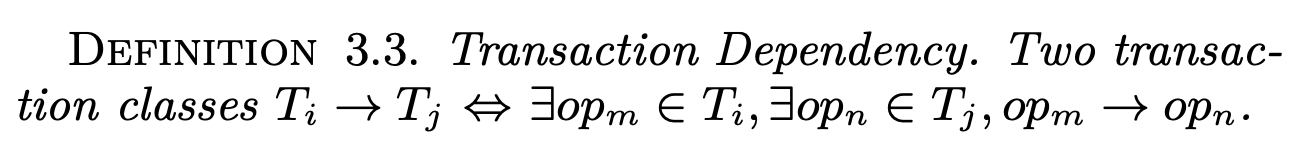 DEFINITION 3.3. Transaction Dependency. Two transac-
tion classes Tᵢ → Tⱼ ⇔ ∃opₘ ∈ Tᵢ, ∃opₙ ∈ Tⱼ, opₘ → opₙ.